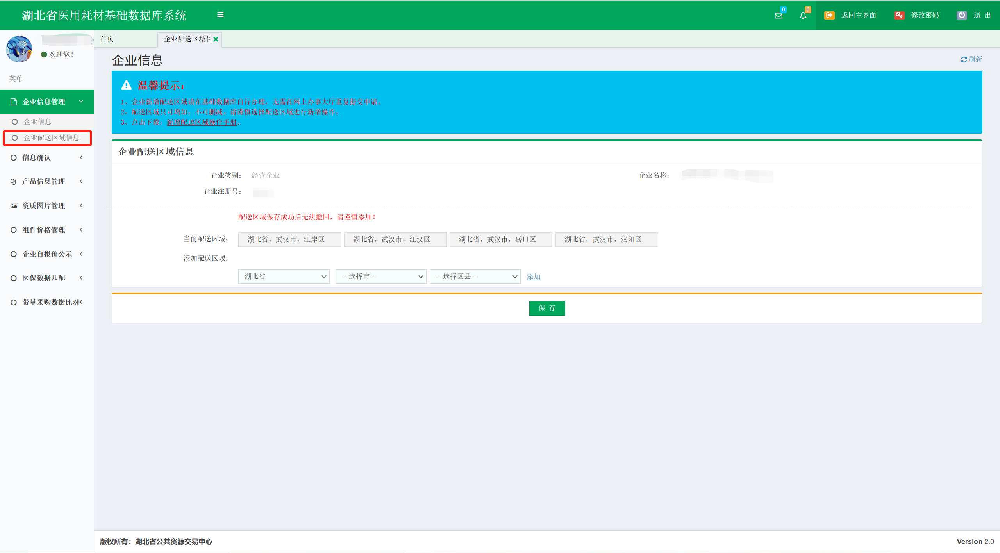 湖北省医用耗材基础数据库系统
0
6
返回主界面
修改密码
退 出
欢迎您！
菜单
企业信息管理
企业信息
企业配送区域信息
信息确认
产品信息管理
资质图片管理
组件价格管理
企业自报价公示
医保数据匹配
带量采购数据比对
首页
企业配送区域信
企业信息
刷新
温馨提示：
1、企业新增配送区域请在基础数据库自行办理，无需在网上办事大厅重复提交申请。
2、配送区域只可增加，不可删减。请谨慎选择配送区域进行新增操作。
3、点击下载：新增配送区域操作手册。
企业配送区域信息
企业类别： 经营企业
企业名称：
企业注册号：
配送区域保存成功后无法撤回，请谨慎添加！
当前配送区域： 湖北省，武汉市，江岸区 湖北省，武汉市，江汉区 湖北省，武汉市，硚口区 湖北省，武汉市，汉阳区
添加配送区域：
湖北省 --选择市-- --选择区县-- 添加
保 存
版权所有：湖北省公共资源交易中心
Version 2.0